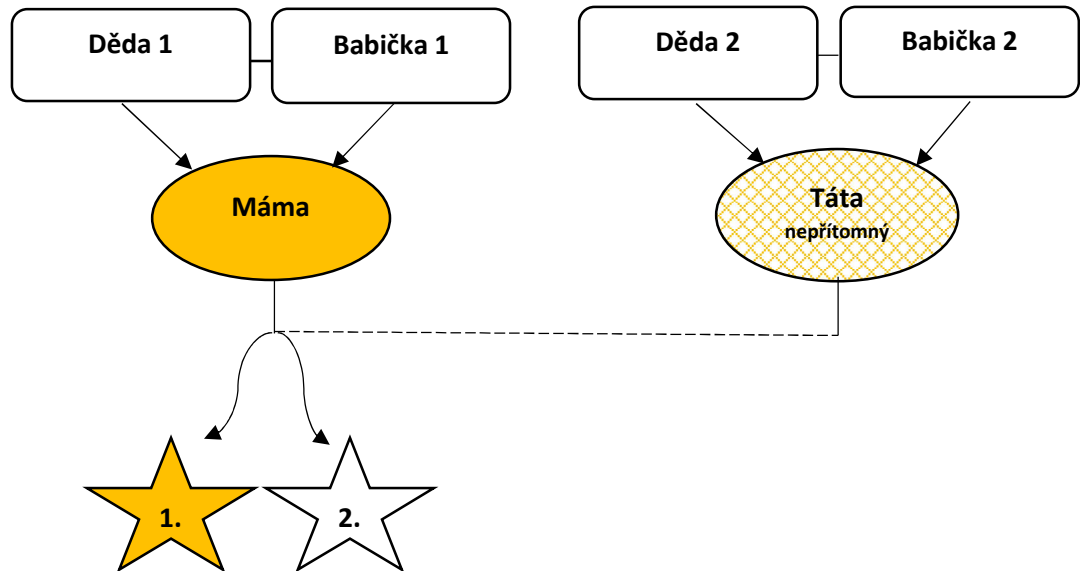 Děda 1
Babička 1
Děda 2
Babička 2
Máma
Táta
nepřítomný
1.
2.